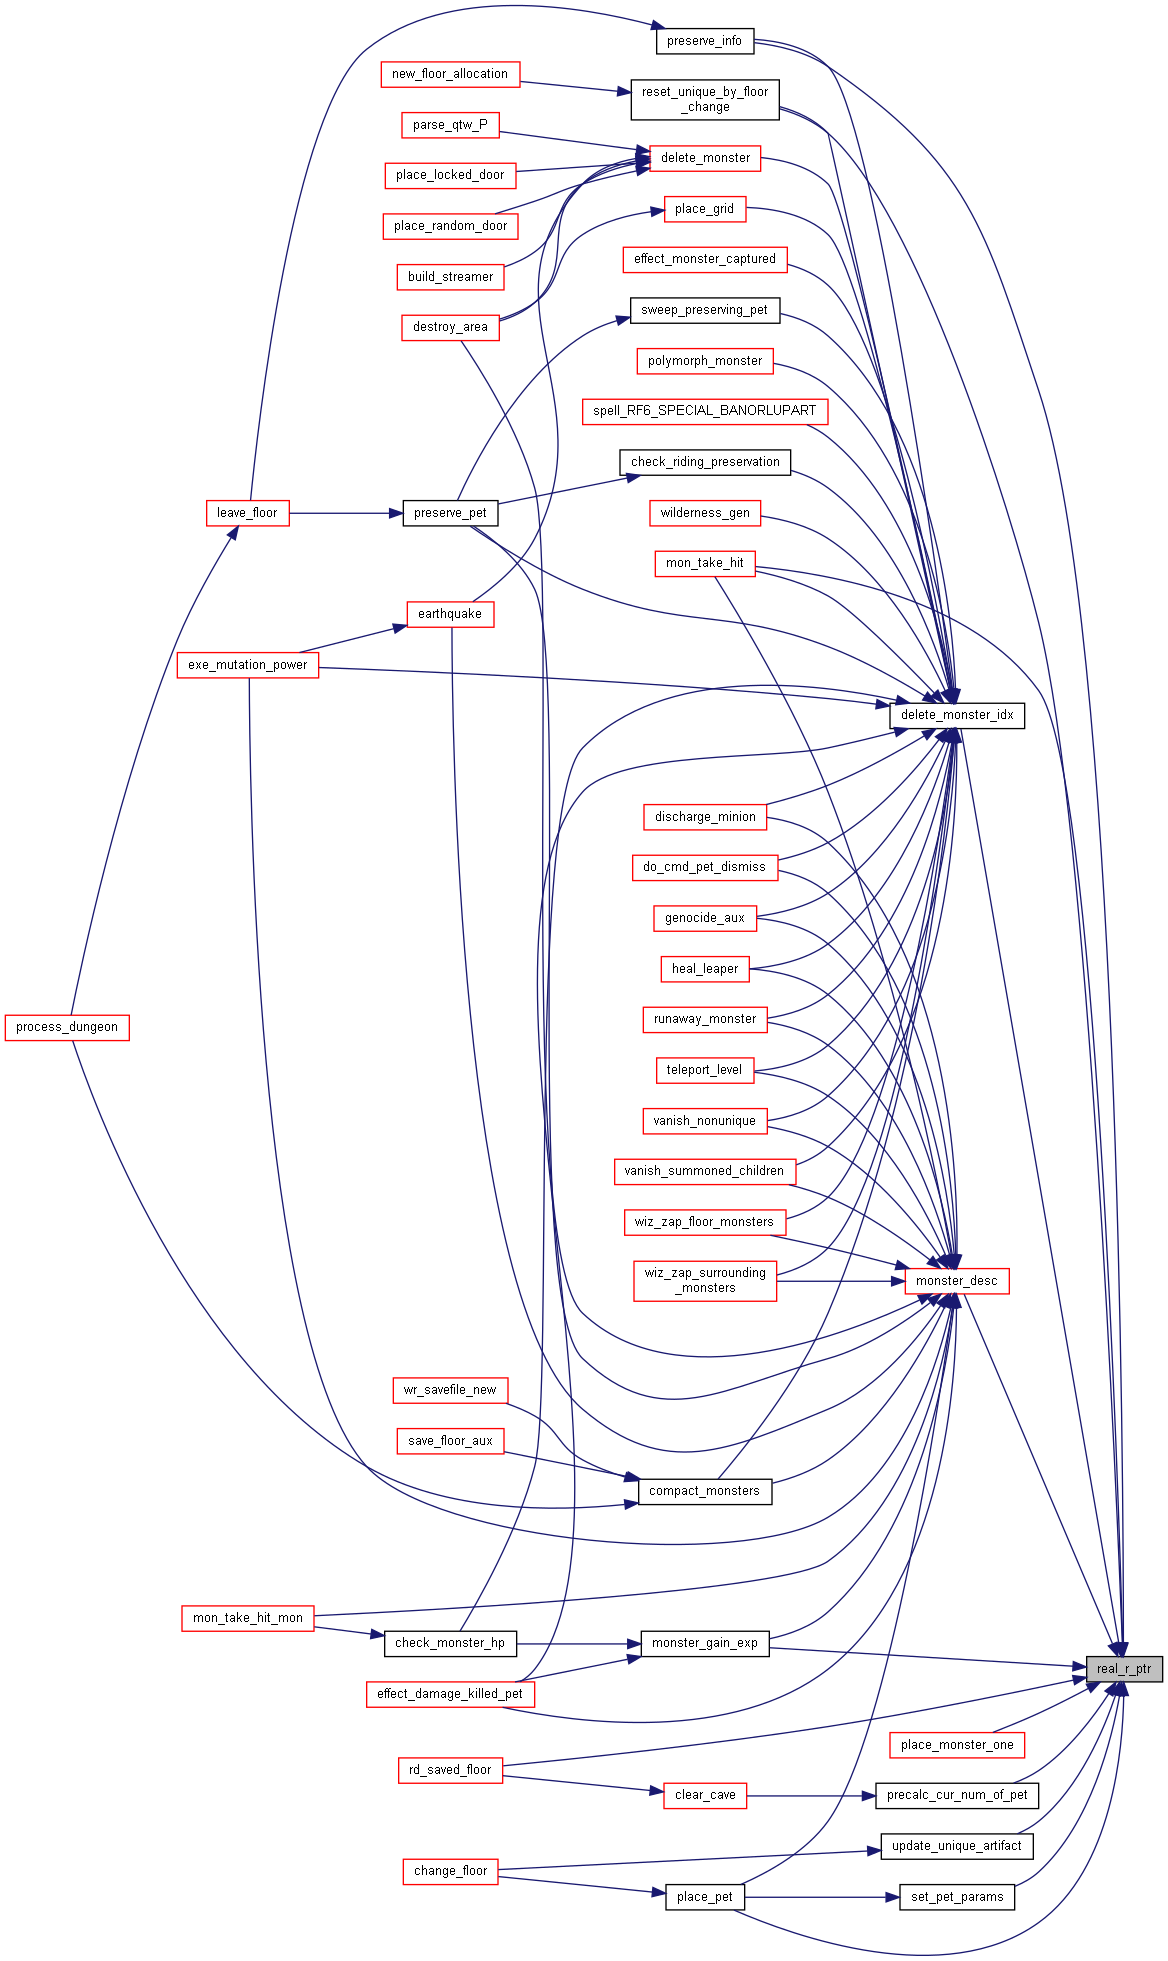 preserve_info
new_floor_allocation
reset_unique_by_floor
_change
parse_qtw_P
delete_monster
place_locked_door
place_grid
place_random_door
effect_monster_captured
build_streamer
sweep_preserving_pet
destroy_area
polymorph_monster
spell_RF6_SPECIAL_BANORLUPART
check_riding_preservation
leave_floor
preserve_pet
wilderness_gen
mon_take_hit
earthquake
exe_mutation_power
delete_monster_idx
discharge_minion
do_cmd_pet_dismiss
genocide_aux
heal_leaper
process_dungeon
runaway_monster
teleport_level
vanish_nonunique
vanish_summoned_children
wiz_zap_floor_monsters
wiz_zap_surrounding
_monsters
monster_desc
wr_savefile_new
save_floor_aux
compact_monsters
mon_take_hit_mon
check_monster_hp
monster_gain_exp
real_r_ptr
effect_damage_killed_pet
place_monster_one
rd_saved_floor
clear_cave
precalc_cur_num_of_pet
update_unique_artifact
change_floor
place_pet
set_pet_params